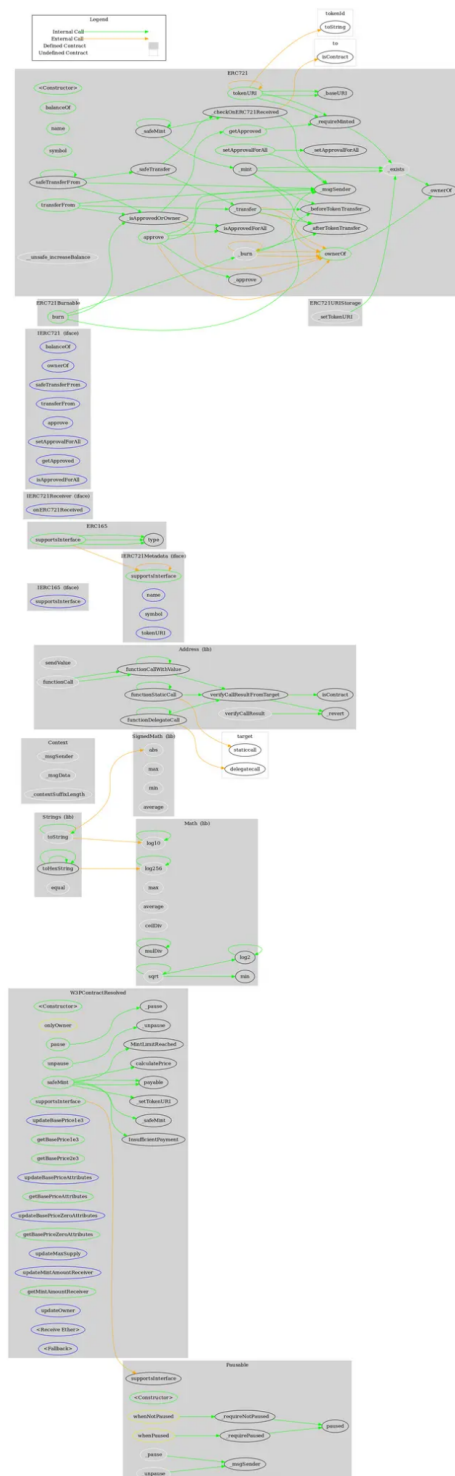 Legend
Internal Call
External Call
Defined Contract
Undefined Contract
tokenId
toString
to
isContract
ERC721
<Constructor>
balanceOf
name
symbol
safeTransferFrom
transferFrom
_unsafe_increaseBalance
_safeMint
_safeTransfer
_isApprovedOrOwner
approve
_checkOnERC721Received
tokenURI
getApproved
setApprovalForAll
_mint
_transfer
isApprovedForAll
_burn
_approve
_baseURI
_requireMinted
_setApprovalForAll
_msgSender
_beforeTokenTransfer
_afterTokenTransfer
ownerOf
_exists
_ownerOf
ERC721Burnable
burn
ERC721URIStorage
_setTokenURI
IERC721 (iface)
balanceOf
ownerOf
safeTransferFrom
transferFrom
approve
setApprovalForAll
getApproved
isApprovedForAll
IERC721Receiver (iface)
onERC721Received
ERC165
supportsInterface
type
IERC721Metadata (iface)
supportsInterface
name
symbol
tokenURI
IERC165 (iface)
supportsInterface
Address (lib)
sendValue
functionCall
functionCallWithValue
functionStaticCall
functionDelegateCall
verifyCallResultFromTarget
verifyCallResult
isContract
_revert
Context
_msgSender
_msgData
_contextSuffixLength
SignedMath (lib)
abs
max
min
average
target
staticcall
delegatecall
Strings (lib)
toString
toHexString
equal
Math (lib)
log10
log256
max
average
ceilDiv
mulDiv
sqrt
log2
min
W3PContractResolved
<Constructor>
onlyOwner
pause
unpause
safeMint
supportsInterface
updateBasePrice1e3
getBasePrice1e3
getBasePrice2e3
updateBasePriceAttributes
getBasePriceAttributes
updateBasePriceZeroAttributes
getBasePriceZeroAttributes
updateMaxSupply
updateMintAmountReceiver
getMintAmountReceiver
updateOwner
<Receive Ether>
<Fallback>
_pause
_unpause
MintLimitReached
calculatePrice
payable
_setTokenURI
_safeMint
InsufficientPayment
Pausable
supportsInterface
<Constructor>
whenNotPaused
whenPaused
_pause
_unpause
_requireNotPaused
_requirePaused
_msgSender
paused